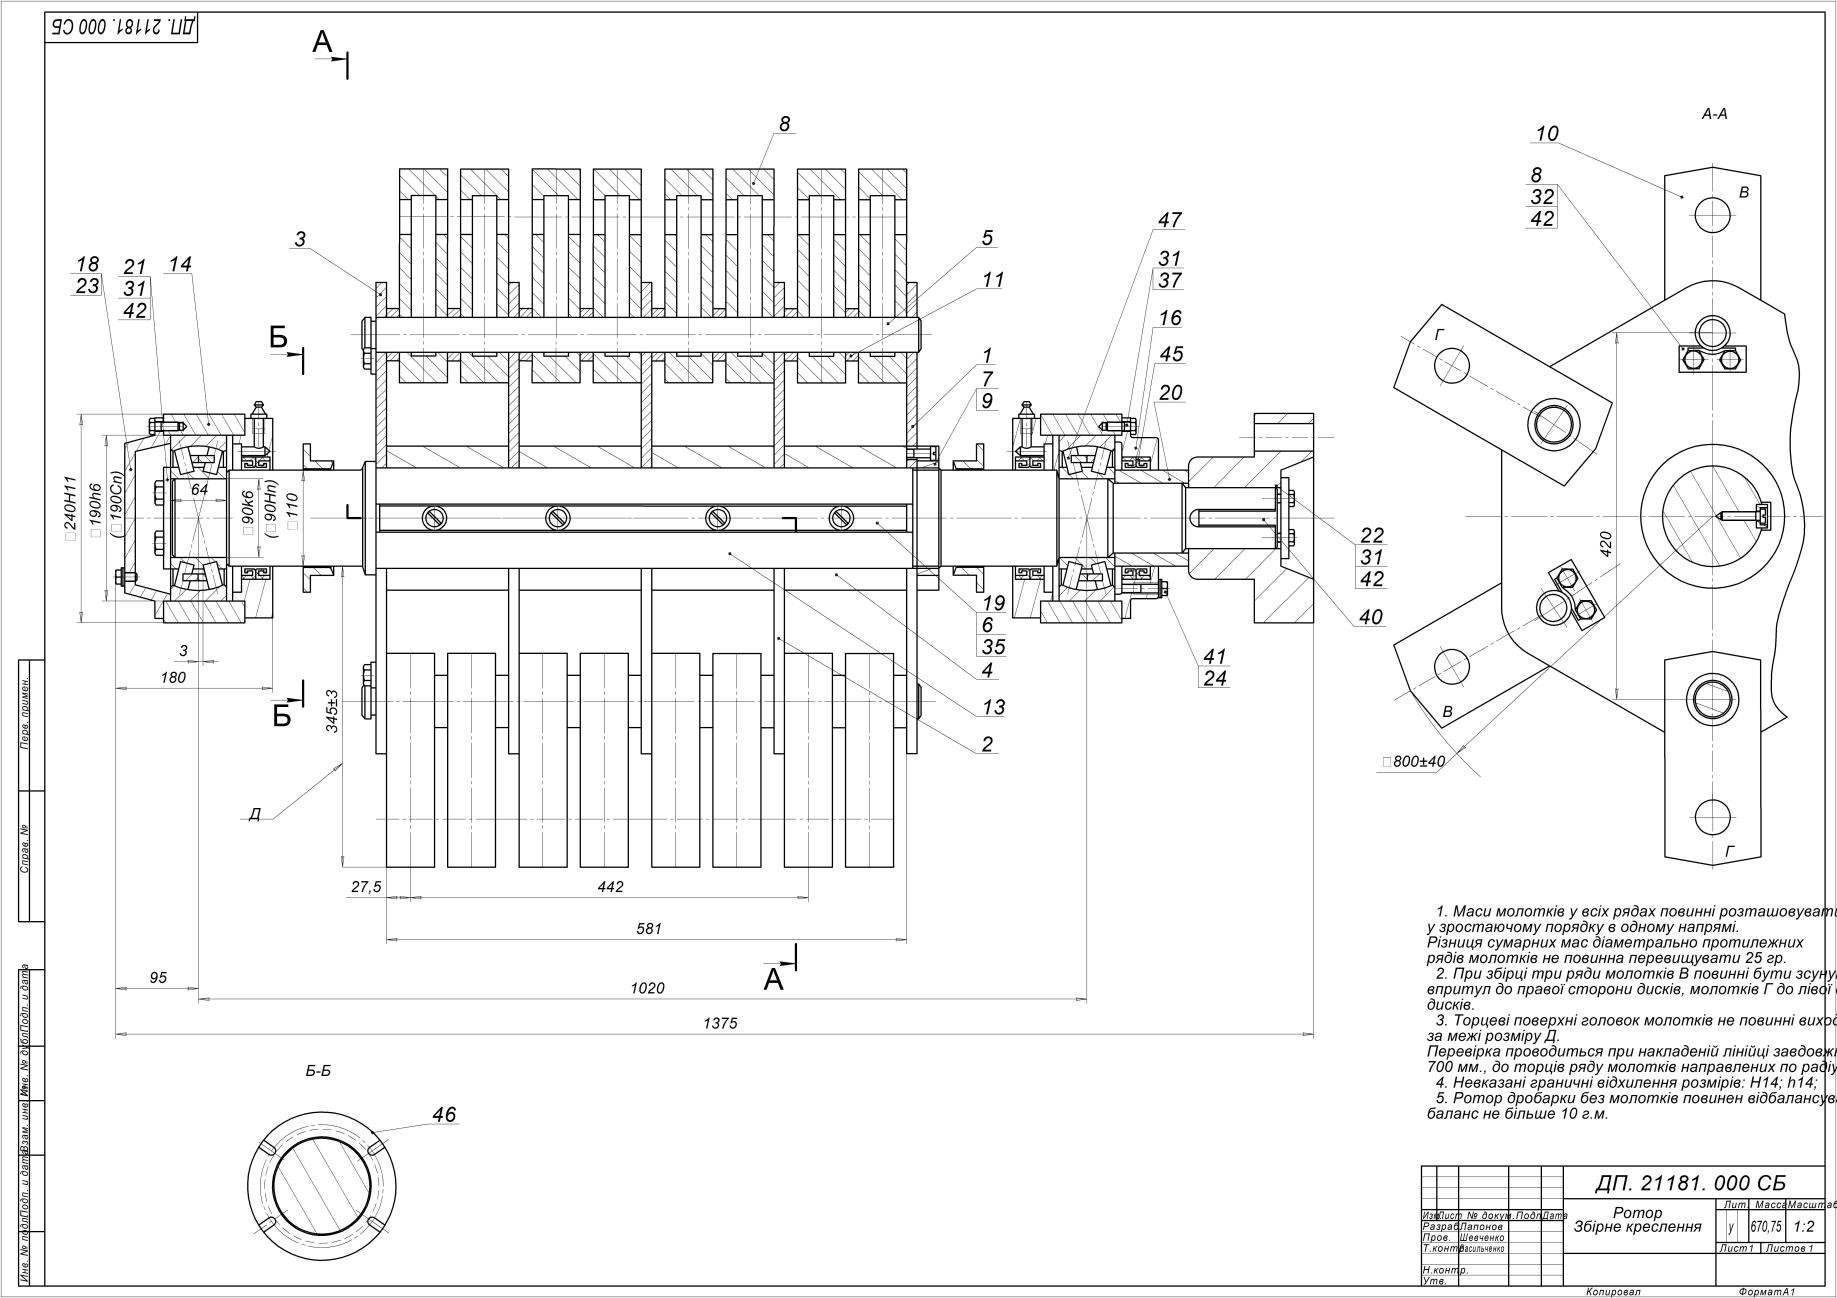 ДП. 21181. 000 СБ
А
8
А-А
10
8
32
42
В
Г
47
31
37
16
45
20
3
5
11
18
23
21
31
42
14
Б
1
7
9
□240H11
□190h6
(□190Сп)
64
□90k6
(□90Нп)
□110
22
31
42
40
420
19
6
35
4
41
24
13
2
3
180
Б
345±3
Д
В
□800±40
Г
27,5
442
581
А
95
1020
1375
Б-Б
46
1. Маси молотків у всіх рядах повинні розташовувати
у зростаючому порядку в одному напрямі.
Різниця сумарних мас діаметрально протилежних
рядів молотків не повинна перевищувати 25 гр.
2. При збірці три ряди молотків В повинні бути зсуну
впритул до правої сторони дисків, молотків Г до лівої
дисків.
3. Торцеві поверхні головок молотків не повинні виход
за межі розміру Д.
Перевірка проводиться при накладеній лінійці завдовж
700 мм., до торців ряду молотків направлених по радіу
4. Невказані граничні відхилення розмірів: H14; h14;
5. Ротор дробарки без молотків повинен відбалансува
баланс не більше 10 г.м.
Перв. примен.
Справ. №
Подп. и дата
Инв. № дубл
Взам. инв.
Подп. и дата
Инв. № подл
ДП. 21181. 000 СБ
Ротор
Збірне креслення
Лит. Масса Масштаб
у 670,75 1:2
Лист 1 Листов 1
Изм Лист № докум. Подп. Дата
Разраб. Лапонов
Пров. Шевченко
Т.контр. Васильченко
Н.контр.
Утв.
Копировал
Формат А1